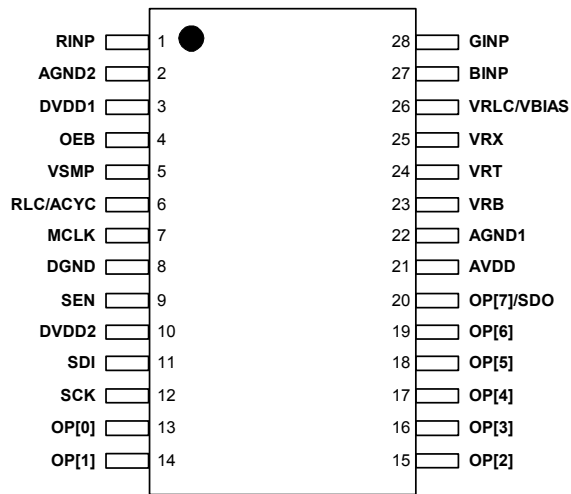 RINP 1 28 GINP
AGND2 2 27 BINP
DVDD1 3 26 VRLC/VBIAS
OEB 4 25 VRX
VSMP 5 24 VRT
RLC/ACYC 6 23 VRB
MCLK 7 22 AGND1
DGND 8 21 AVDD
SEN 9 20 OP[7]/SDO
DVDD2 10 19 OP[6]
SDI 11 18 OP[5]
SCK 12 17 OP[4]
OP[0] 13 16 OP[3]
OP[1] 14 15 OP[2]